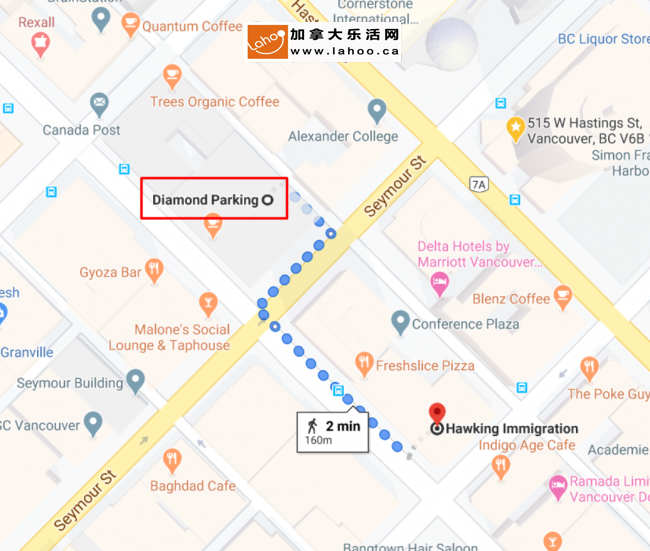 Rexall
Quantum Coffee
Cornerstone
International...
Has
Lahoo
加拿大乐活网
www.lahoo.ca
BC Liquor Store
Trees Organic Coffee
Canada Post
Alexander College
515 W Hastings St,
Vancouver, BC V6B 1
Simon Fra
Harbo
Seymour St
7A
Diamond Parking
Delta Hotels by
Marriott Vancouver...
Gyoza Bar
Blenz Coffee
esh
Malone's Social
Lounge & Taphouse
Conference Plaza
Granville
Freshslice Pizza
Seymour Building
The Poke Guy
SC Vancouver
2 min
160m
Hawking Immigration
Indigo Age Cafe
Academie
Baghdad Cafe
Ramada Limi
Vancouver Do
Seymour St
Bangtown Hair Saloon